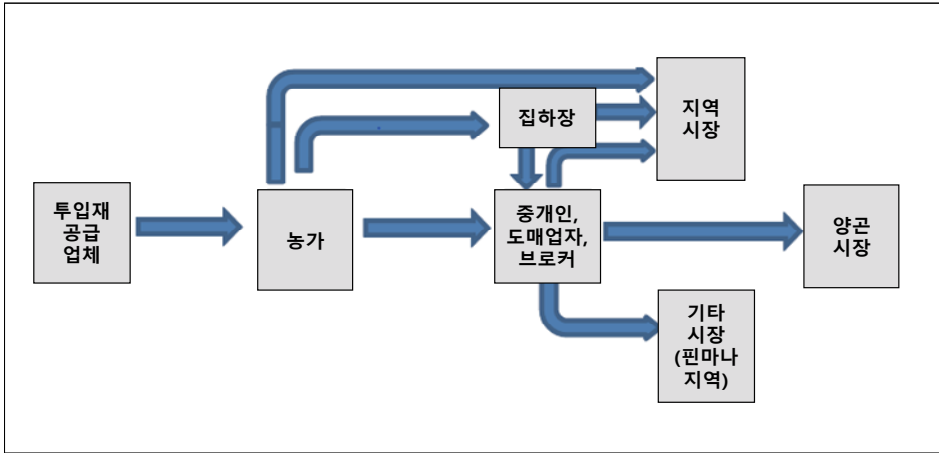 투입재
공급
업체
농가
집하장
중개인,
도매업자,
브로커
지역
시장
양곤
시장
기타
시장
(핀마나
지역)